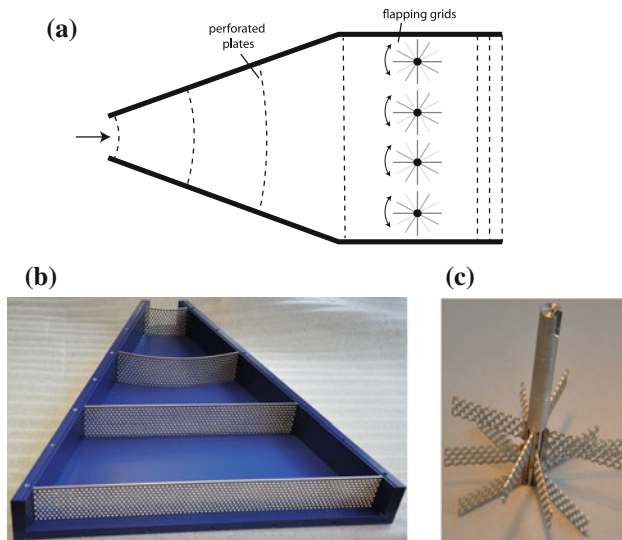 (a)
flapping grids
perforated
plates
(b)
(c)